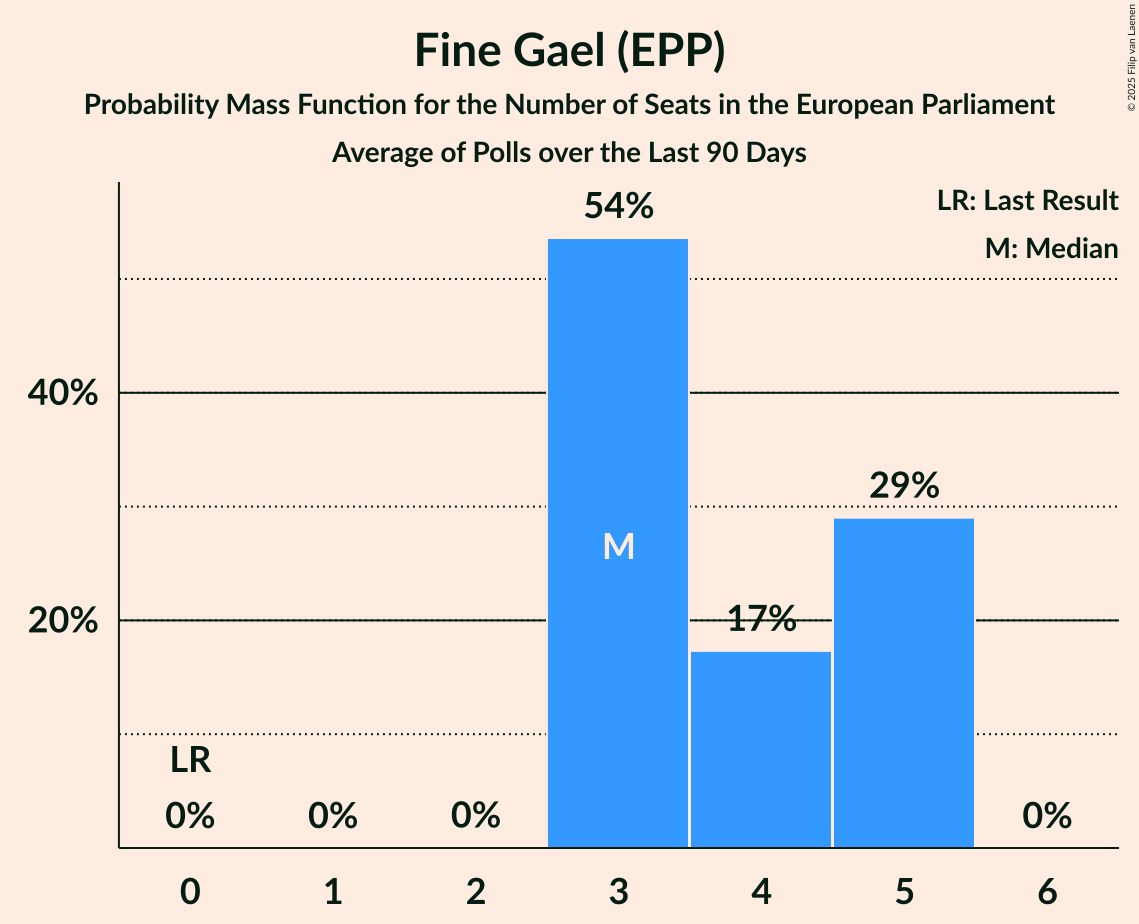 Fine Gael (EPP)
Probability Mass Function for the Number of Seats in the European Parliament
Average of Polls over the Last 90 Days
© 2025 Filip van Laenen
LR: Last Result
M: Median
54%
40%
29%
M
20%
17%
LR
0% 0% 0% 0%
0 1 2 3 4 5 6